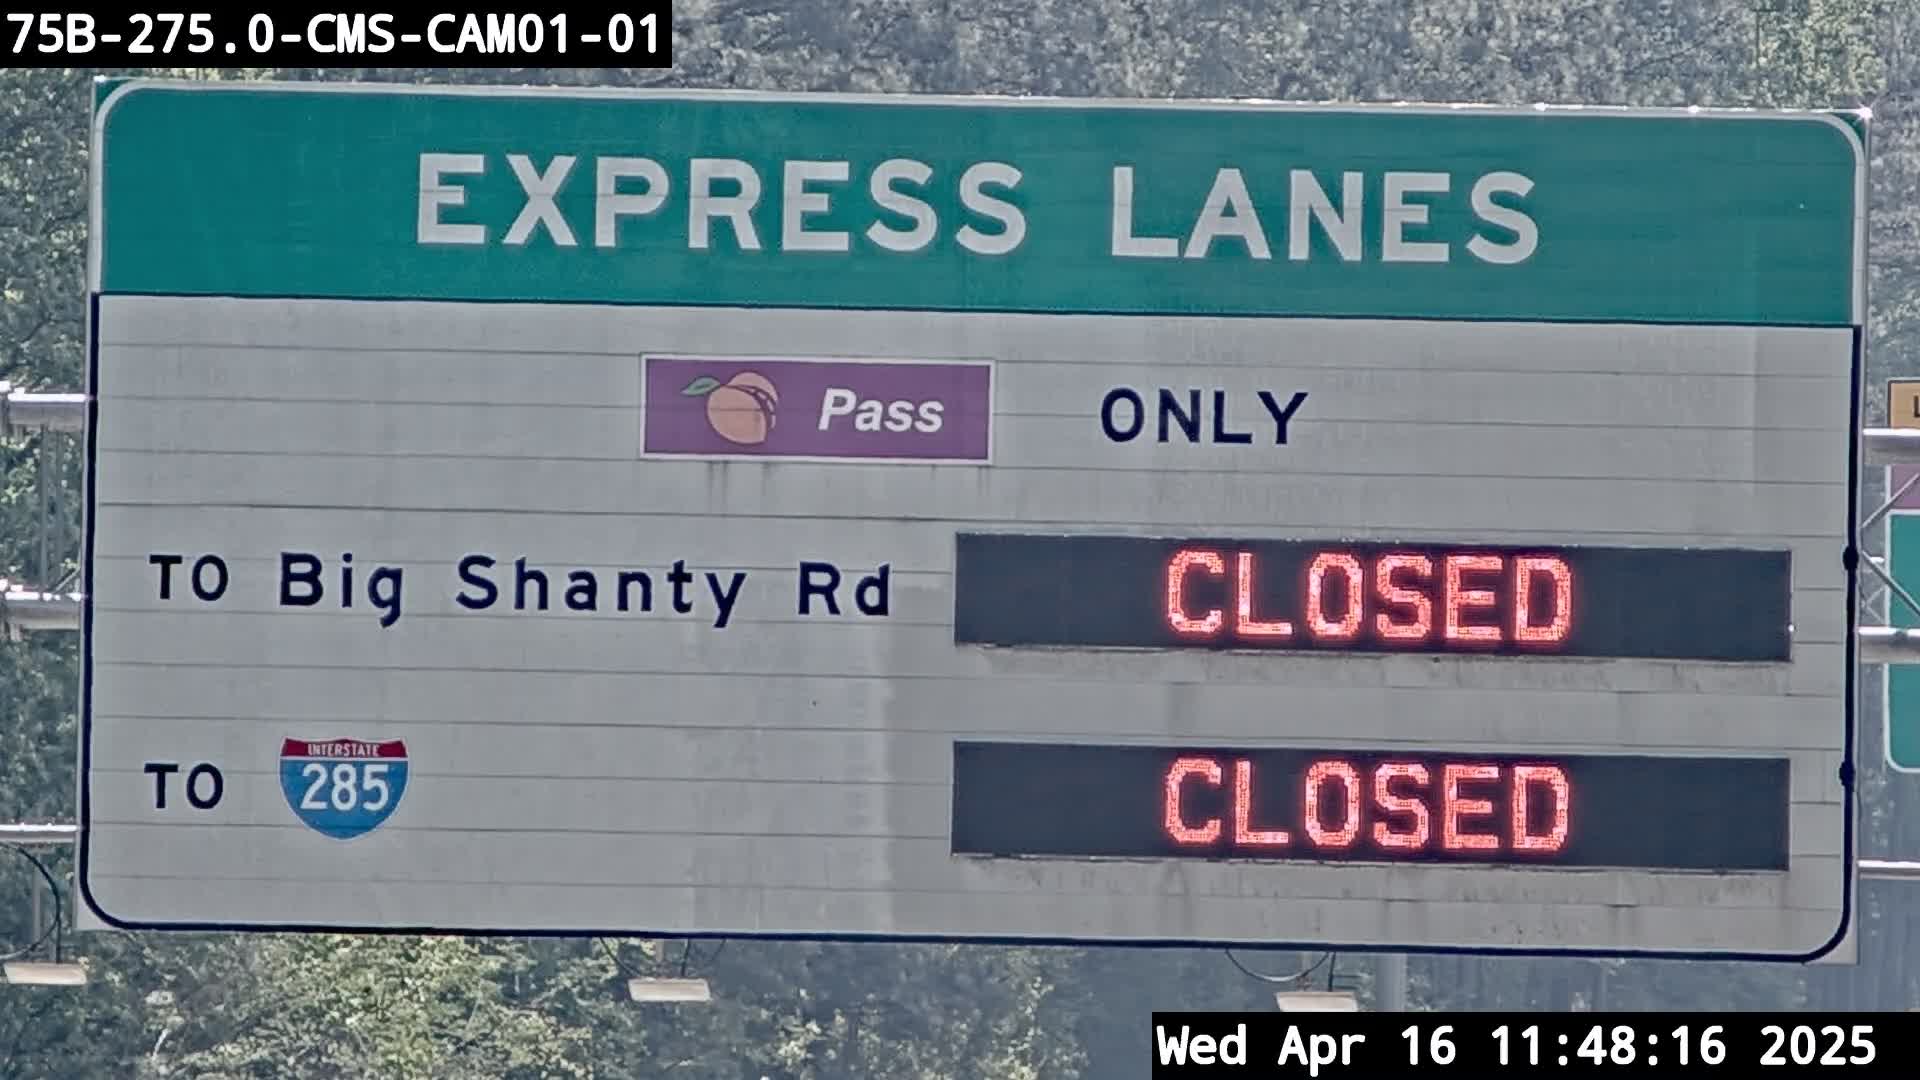 75B-275.0-CMS-CAM01-01
EXPRESS LANES
Pass ONLY
TO Big Shanty Rd CLOSED
TO INTERSTATE 285 CLOSED
Wed Apr 16 11:48:16 2025